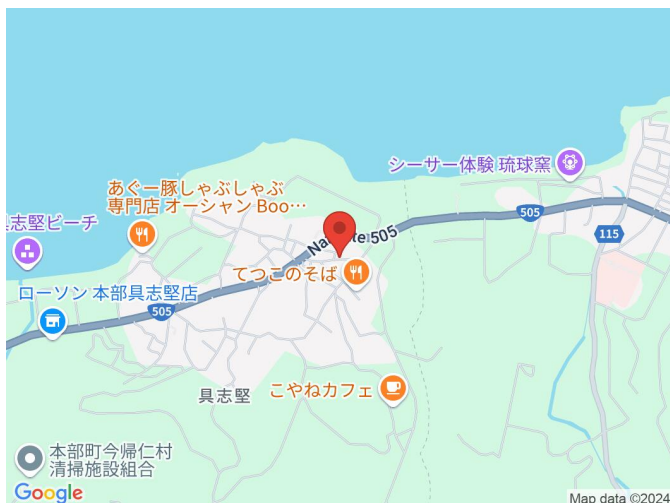 シーサー体験 琉球窯
あぐー豚しゃぶしゃぶ
専門店 オーシャン Boo…
505
115
505
志堅ビーチ
てつこのそば
ローソン 本部具志堅店
505
こやねカフェ
具志堅
本部町今帰仁村
清掃施設組合
Google
Map data ©2024